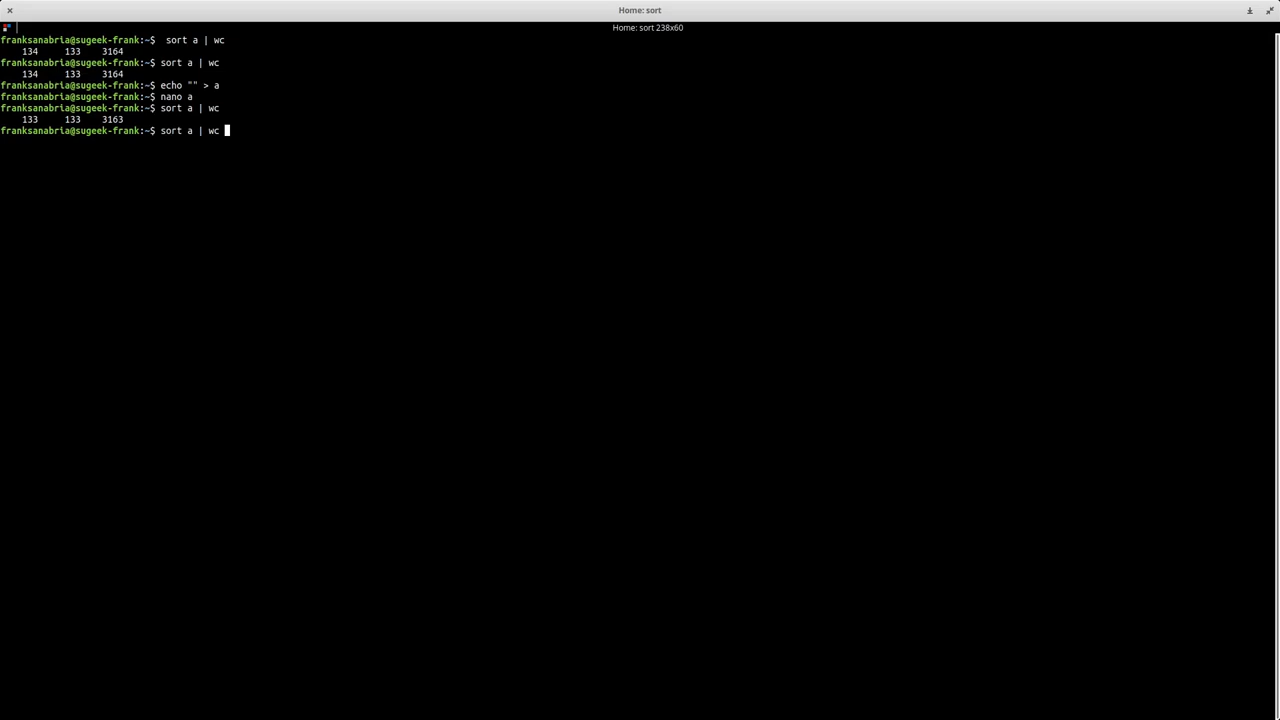 Home: sort
Home: sort 238x60
franksanabria@sugeek-frank:~$  sort a | wc
    134     133    3164
franksanabria@sugeek-frank:~$ sort a | wc
    134     133    3164
franksanabria@sugeek-frank:~$ echo "" > a
franksanabria@sugeek-frank:~$ nano a
franksanabria@sugeek-frank:~$ sort a | wc
    133     133    3163
franksanabria@sugeek-frank:~$ sort a | wc